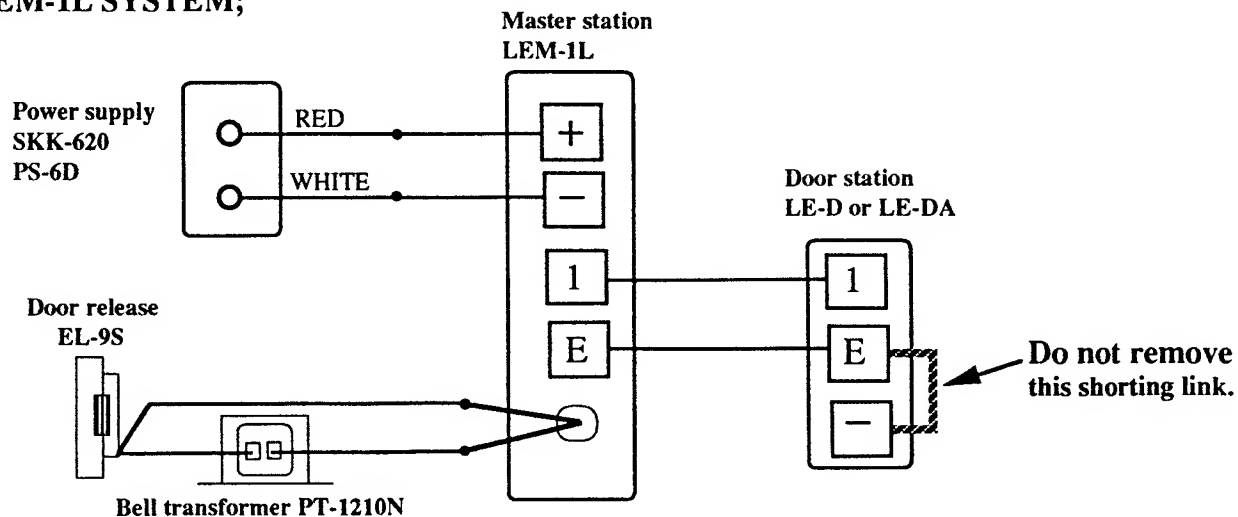 EM-1L SYSTEM;
Master station
LEM-1L
Power supply
SKK-620
PS-6D
RED
WHITE
+
−
1
E
Door station
LE-D or LE-DA
1
E
−
Do not remove
this shorting link.
Door release
EL-9S
Bell transformer PT-1210N